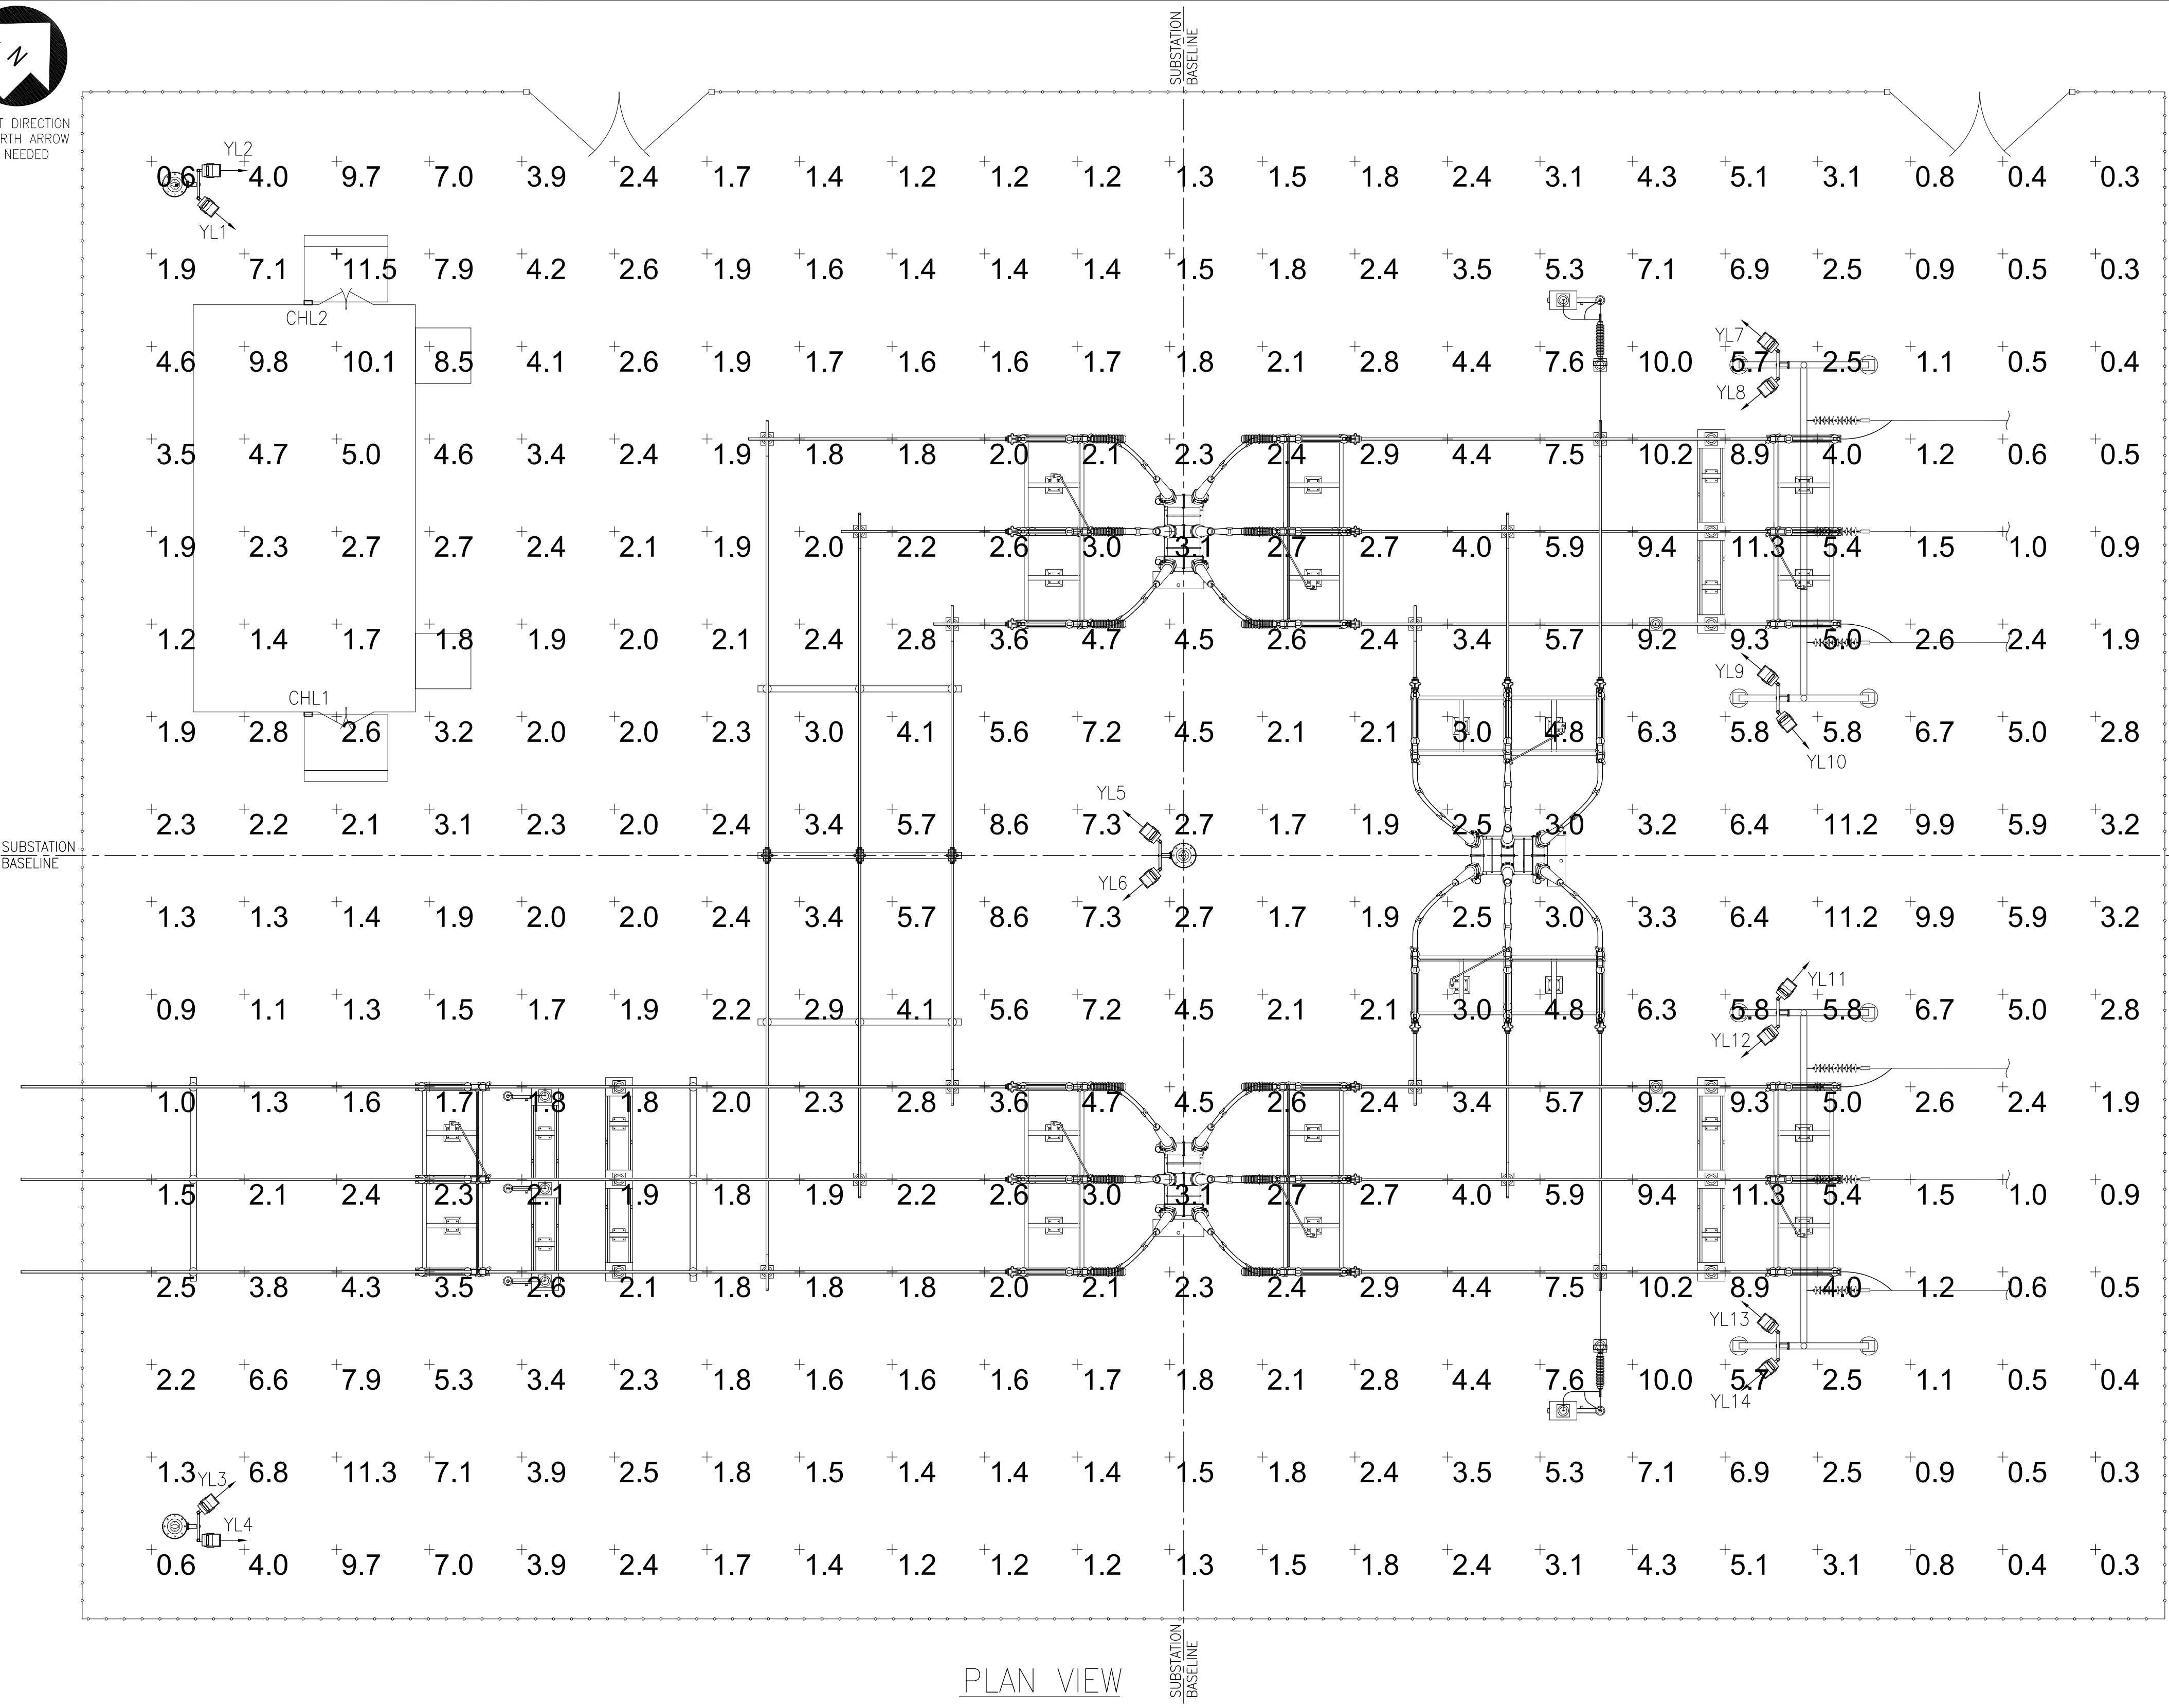 SUBSTATION
BASELINE
N
T DIRECTION
RTH ARROW
NEEDED
YL2
0.6 4.0 9.7 7.0 3.9 2.4 1.7 1.4 1.2 1.2 1.2 1.3 1.5 1.8 2.4 3.1 4.3 5.1 3.1 0.8 0.4 0.3
YL1
1.9 7.1 11.5 7.9 4.2 2.6 1.9 1.6 1.4 1.4 1.4 1.5 1.8 2.4 3.5 5.3 7.1 6.9 2.5 0.9 0.5 0.3
CHL2
YL7
4.6 9.8 10.1 8.5 4.1 2.6 1.9 1.7 1.6 1.6 1.7 1.8 2.1 2.8 4.4 7.6 10.0 5.7 2.5 1.1 0.5 0.4
YL8
3.5 4.7 5.0 4.6 3.4 2.4 1.9 1.8 1.8 2.0 2.1 2.3 2.4 2.9 4.4 7.5 10.2 8.9 4.0 1.2 0.6 0.5
1.9 2.3 2.7 2.7 2.4 2.1 1.9 2.0 2.2 2.6 3.0 3.1 2.7 2.7 4.0 5.9 9.4 11.3 5.4 1.5 1.0 0.9
1.2 1.4 1.7 1.8 1.9 2.0 2.1 2.4 2.8 3.6 4.7 4.5 2.6 2.4 3.4 5.7 9.2 9.3 5.0 2.6 2.4 1.9
YL9
CHL1
1.9 2.8 2.6 3.2 2.0 2.0 2.3 3.0 4.1 5.6 7.2 4.5 2.1 2.1 3.0 4.8 6.3 5.8 5.8 6.7 5.0 2.8
YL10
YL5
2.3 2.2 2.1 3.1 2.3 2.0 2.4 3.4 5.7 8.6 7.3 2.7 1.7 1.9 2.5 3.0 3.2 6.4 11.2 9.9 5.9 3.2
SUBSTATION
BASELINE
YL6
1.3 1.3 1.4 1.9 2.0 2.0 2.4 3.4 5.7 8.6 7.3 2.7 1.7 1.9 2.5 3.0 3.3 6.4 11.2 9.9 5.9 3.2
YL11
0.9 1.1 1.3 1.5 1.7 1.9 2.2 2.9 4.1 5.6 7.2 4.5 2.1 2.1 3.0 4.8 6.3 5.8 5.8 6.7 5.0 2.8
YL12
1.0 1.3 1.6 1.7 1.8 1.8 2.0 2.3 2.8 3.6 4.7 4.5 2.6 2.4 3.4 5.7 9.2 9.3 5.0 2.6 2.4 1.9
1.5 2.1 2.4 2.3 2.1 1.9 1.8 1.9 2.2 2.6 3.0 3.1 2.7 2.7 4.0 5.9 9.4 11.3 5.4 1.5 1.0 0.9
2.5 3.8 4.3 3.5 2.6 2.1 1.8 1.8 1.8 2.0 2.1 2.3 2.4 2.9 4.4 7.5 10.2 8.9 4.0 1.2 0.6 0.5
YL13
2.2 6.6 7.9 5.3 3.4 2.3 1.8 1.6 1.6 1.6 1.7 1.8 2.1 2.8 4.4 7.6 10.0 5.7 2.5 1.1 0.5 0.4
YL14
1.3 6.8 11.3 7.1 3.9 2.5 1.8 1.5 1.4 1.4 1.4 1.5 1.8 2.4 3.5 5.3 7.1 6.9 2.5 0.9 0.5 0.3
YL3
YL4
0.6 4.0 9.7 7.0 3.9 2.4 1.7 1.4 1.2 1.2 1.2 1.3 1.5 1.8 2.4 3.1 4.3 5.1 3.1 0.8 0.4 0.3
SUBSTATION
BASELINE
PLAN VIEW